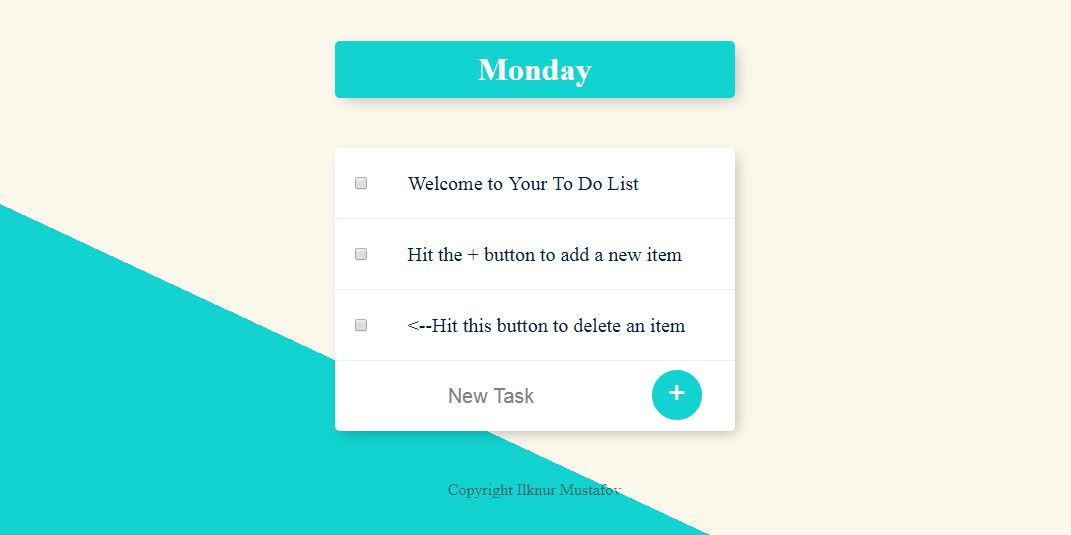 Monday
Welcome to Your To Do List
Hit the + button to add a new item
<--Hit this button to delete an item
New Task +
Copyright Ilknur Mustafov